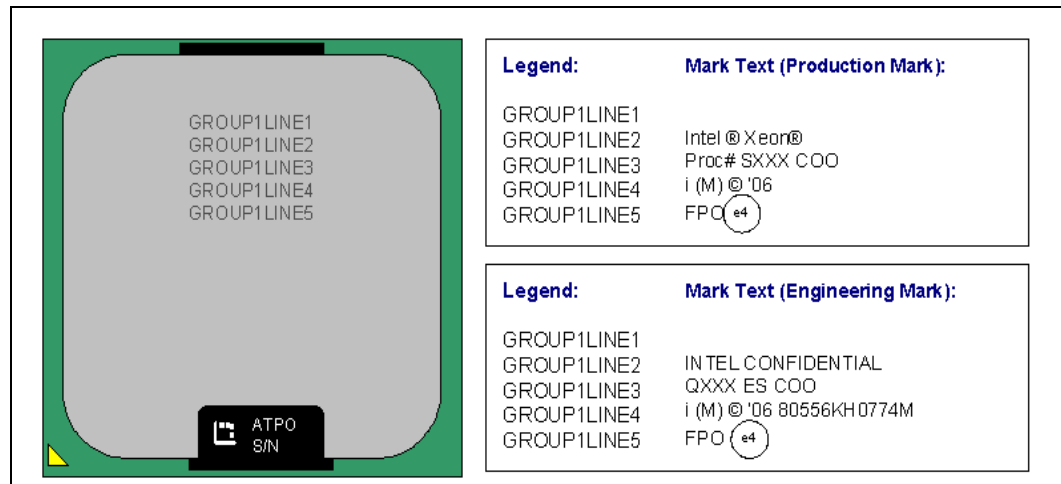 GROUP1LINE1
GROUP1LINE2
GROUP1LINE3
GROUP1LINE4
GROUP1LINE5
ATPO
S/N
Legend: Mark Text (Production Mark):
GROUP1LINE1
GROUP1LINE2 Intel ® Xeon®
GROUP1LINE3 Proc# SXXX COO
GROUP1LINE4 i (M) © '06
GROUP1LINE5 FPO e4
Legend: Mark Text (Engineering Mark):
GROUP1LINE1
GROUP1LINE2 INTEL CONFIDENTIAL
GROUP1LINE3 QXXX ES COO
GROUP1LINE4 i (M) © '06 80556KH0774M
GROUP1LINE5 FPO e4